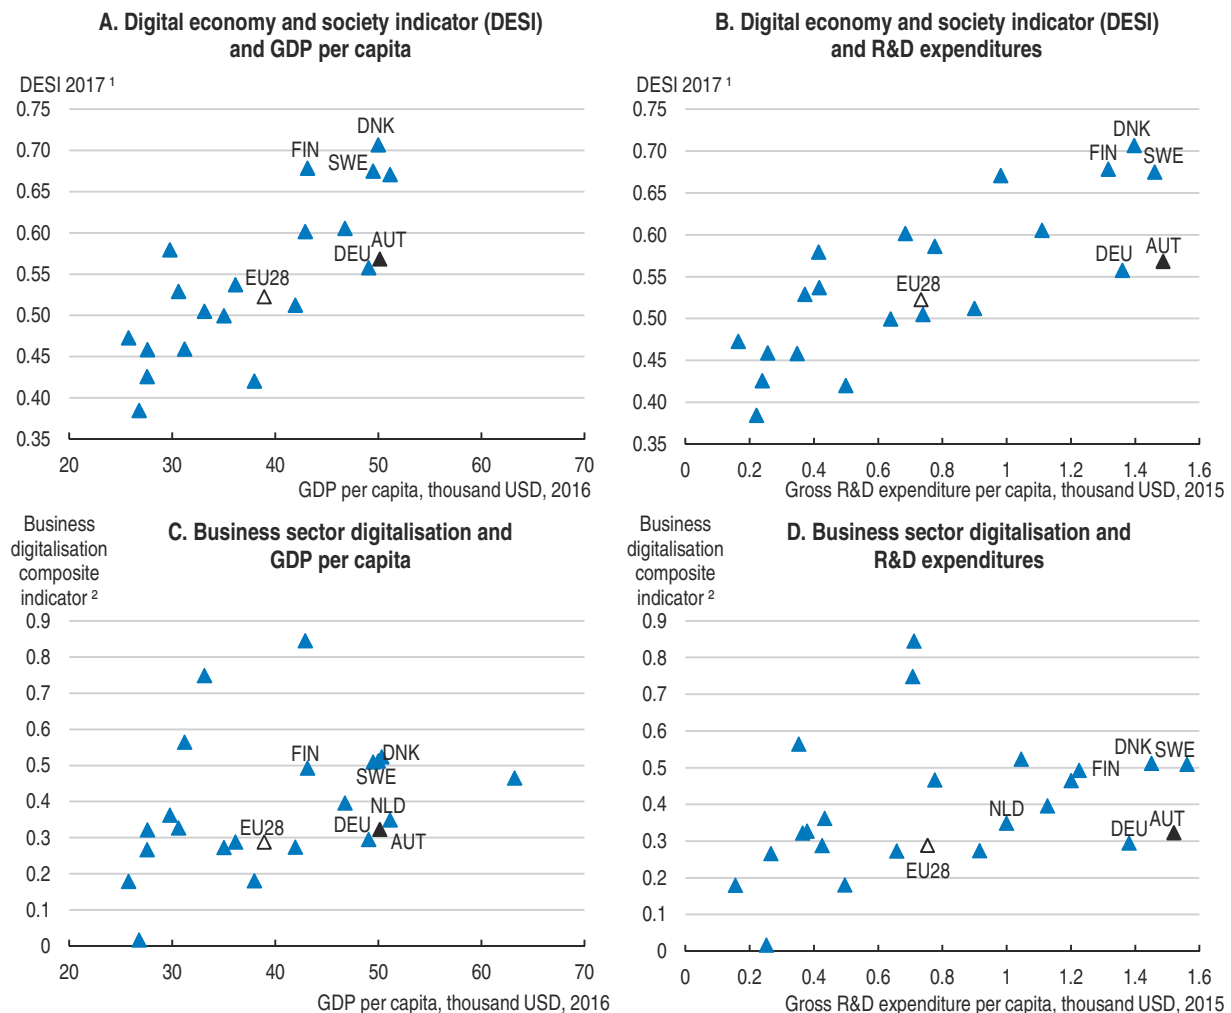 A. Digital economy and society indicator (DESI)
and GDP per capita
DESI 2017 ¹
0.75
0.70
0.65
0.60
0.55
0.50
0.45
0.40
0.35
DNK
FIN
SWE
AUT
DEU
EU28
20
30
40
50
60
70
GDP per capita, thousand USD, 2016
B. Digital economy and society indicator (DESI)
and R&D expenditures
DESI 2017 ¹
0.75
0.70
0.65
0.60
0.55
0.50
0.45
0.40
0.35
DNK
FIN
SWE
AUT
DEU
EU28
0
0.2
0.4
0.6
0.8
1
1.2
1.4
1.6
Gross R&D expenditure per capita, thousand USD, 2015
Business
digitalisation
composite
indicator ²
C. Business sector digitalisation and
GDP per capita
0.9
0.8
0.7
0.6
0.5
0.4
0.3
0.2
0.1
0
FIN
DNK
SWE
NLD
DEU
EU28
AUT
20
30
40
50
60
70
GDP per capita, thousand USD, 2016
Business
digitalisation
composite
indicator ²
D. Business sector digitalisation and
R&D expenditures
0.9
0.8
0.7
0.6
0.5
0.4
0.3
0.2
0.1
0
DNK
SWE
FIN
NLD
AUT
DEU
EU28
0
0.2
0.4
0.6
0.8
1
1.2
1.4
1.6
Gross R&D expenditure per capita, thousand USD, 2015